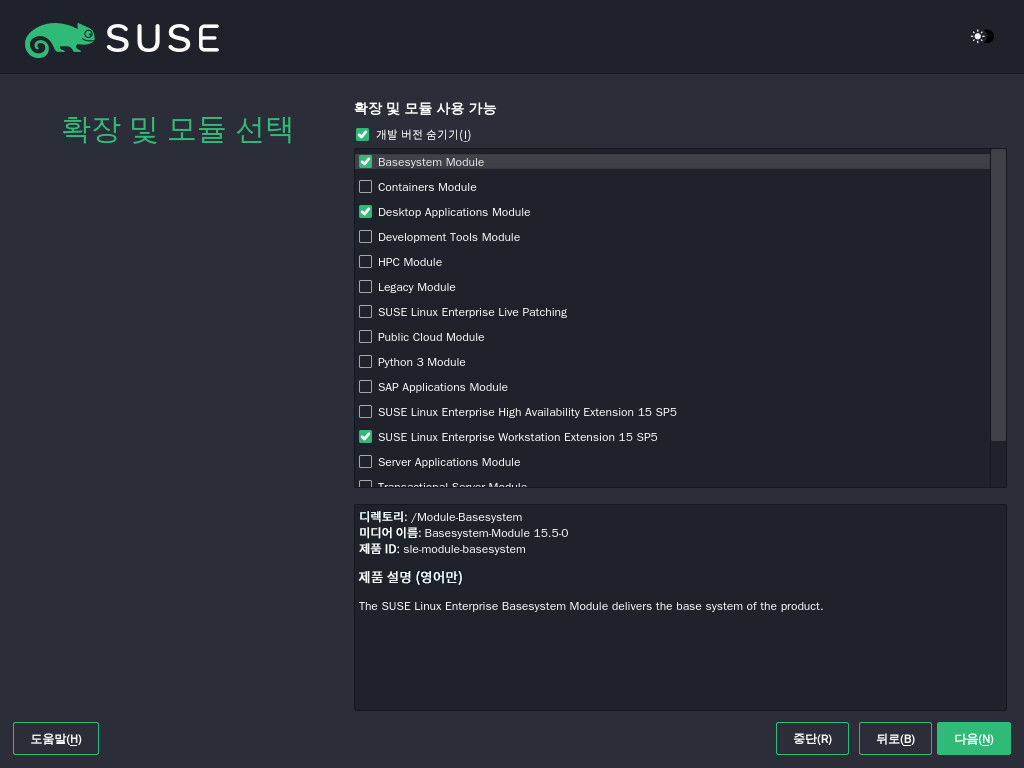 SUSE
확장 및 모듈 선택
확장 및 모듈 사용 가능
개발 버전 숨기기(I)
Basesystem Module
Containers Module
Desktop Applications Module
Development Tools Module
HPC Module
Legacy Module
SUSE Linux Enterprise Live Patching
Public Cloud Module
Python 3 Module
SAP Applications Module
SUSE Linux Enterprise High Availability Extension 15 SP5
SUSE Linux Enterprise Workstation Extension 15 SP5
Server Applications Module
Transactional Server Module
디렉토리: /Module-Basesystem
미디어 이름: Basesystem-Module 15.5-0
제품 ID: sle-module-basesystem
제품 설명 (영어만)
The SUSE Linux Enterprise Basesystem Module delivers the base system of the product.
도움말(H)
중단(R)
뒤로(B)
다음(N)